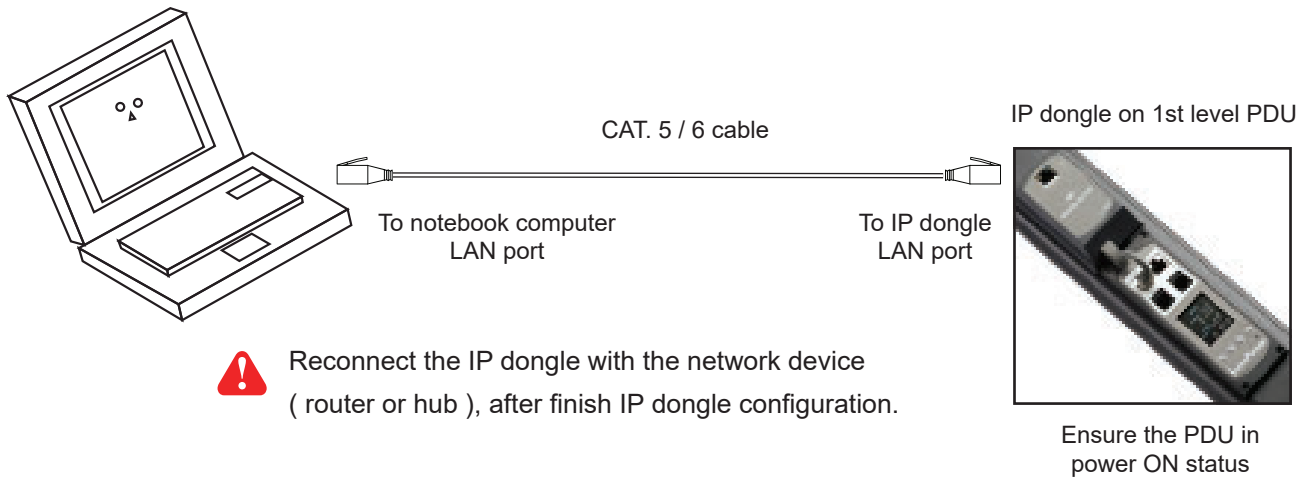 CAT. 5 / 6 cable
IP dongle on 1st level PDU
To notebook computer
LAN port
To IP dongle
LAN port
Reconnect the IP dongle with the network device
( router or hub ), after finish IP dongle configuration.
Ensure the PDU in
power ON status